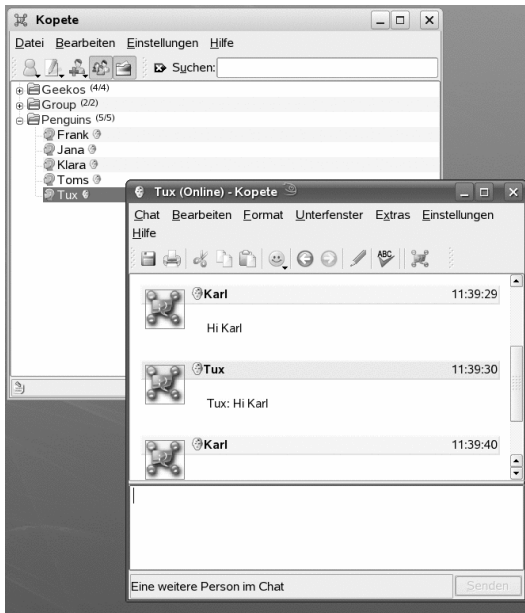 Kopete
Datei Bearbeiten Einstellungen Hilfe
Suchen:
Geekos (4/4)
Group (2/2)
Penguins (5/5)
Frank
Jana
Klara
Toms
Tux
Tux (Online) - Kopete
Chat Bearbeiten Format Unterfenster Extras Einstellungen
Hilfe
ABC
Karl 11:39:29
Hi Karl
Tux 11:39:30
Tux: Hi Karl
Karl 11:39:40
Eine weitere Person im Chat
Senden